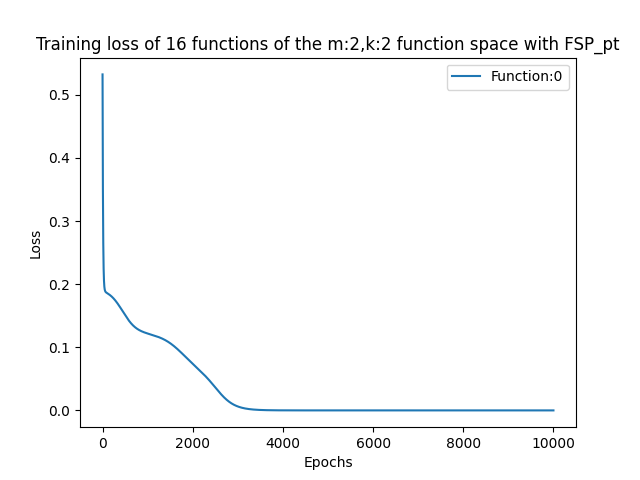 Training loss of 16 functions of the m:2,k:2 function space with FSP_pt
Function:0
Loss
0.5
0.4
0.3
0.2
0.1
0.0
0 2000 4000 6000 8000 10000
Epochs